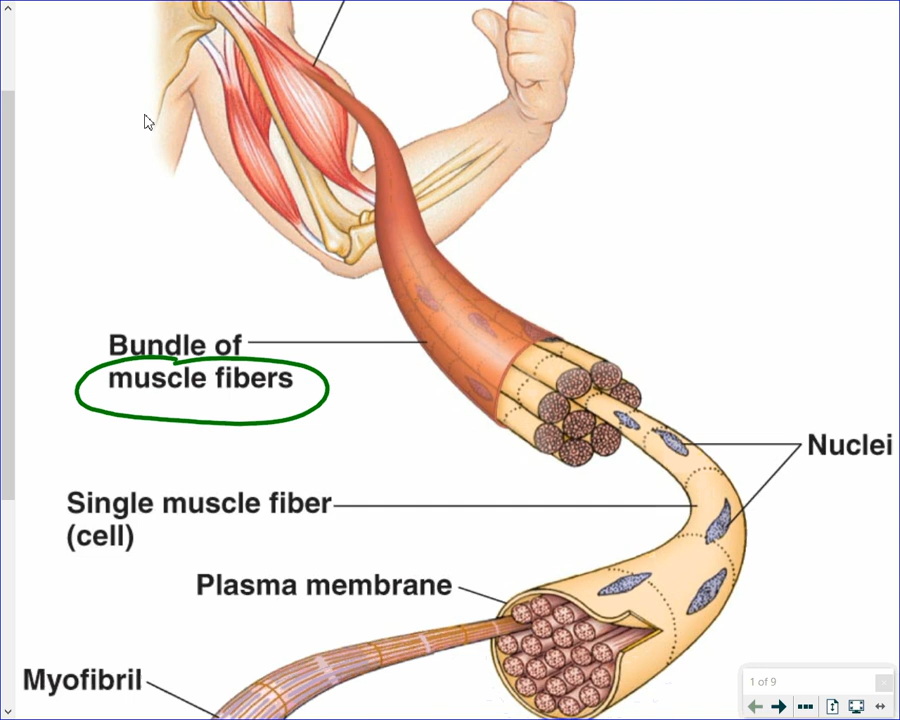 Bundle of
muscle fibers
Nuclei
Single muscle fiber
(cell)
Plasma membrane
Myofibril
1 of 9